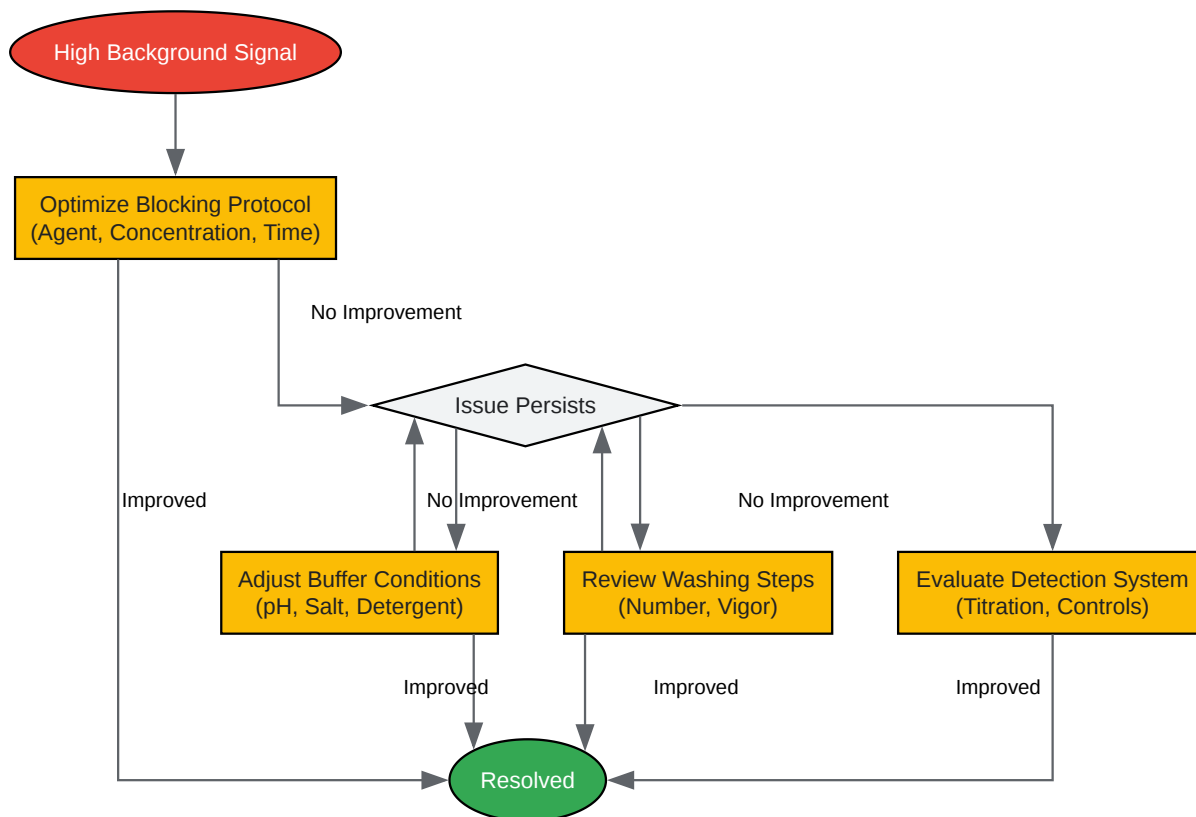 High Background Signal
Optimize Blocking Protocol
(Agent, Concentration, Time)
No Improvement
Issue Persists
Improved
No Improvement
No Improvement
Adjust Buffer Conditions
(pH, Salt, Detergent)
Review Washing Steps
(Number, Vigor)
Evaluate Detection System
(Titration, Controls)
Improved
Improved
Improved
Resolved